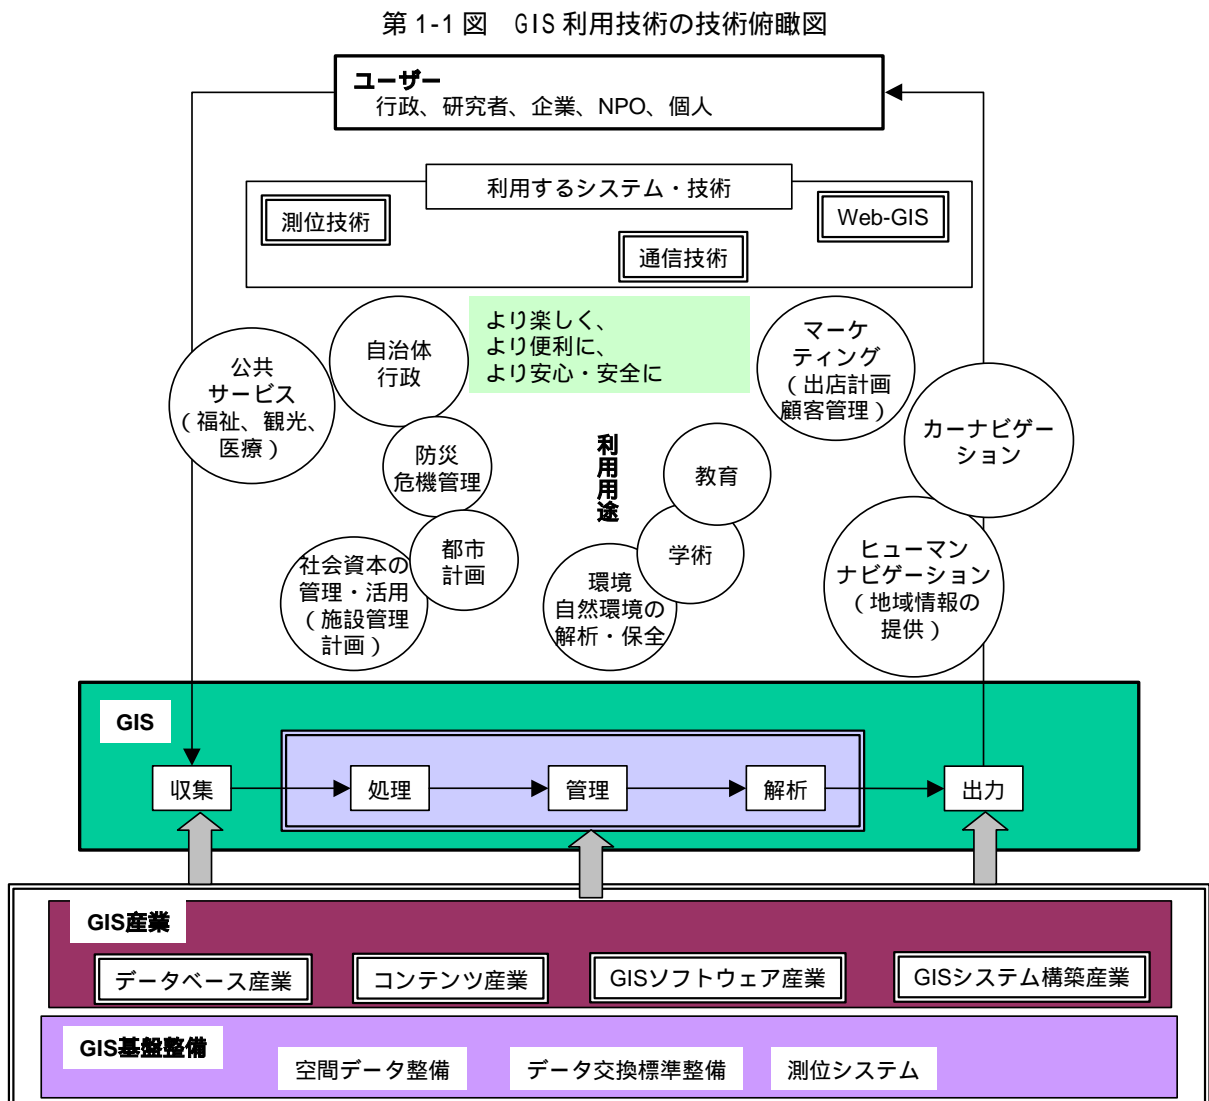 第1-1図　GIS利用技術の技術俯瞰図
ユーザー
行政、研究者、企業、NPO、個人
利用するシステム・技術
測位技術
Web-GIS
通信技術
より楽しく、
より便利に、
より安心・安全に
公共
サービス
（福祉、観光、
医療）
自治体
行政
防災
危機管理
都市
計画
社会資本の
管理・活用
（施設管理
計画）
利用用途
教育
学術
環境
自然環境の
解析・保全
マーケ
ティング
（出店計画
顧客管理）
カーナビゲー
ション
ヒューマン
ナビゲーション
（地域情報の
提供）
GIS
収集
処理
管理
解析
出力
GIS産業
データベース産業
コンテンツ産業
GISソフトウェア産業
GISシステム構築産業
GIS基盤整備
空間データ整備
データ交換標準整備
測位システム